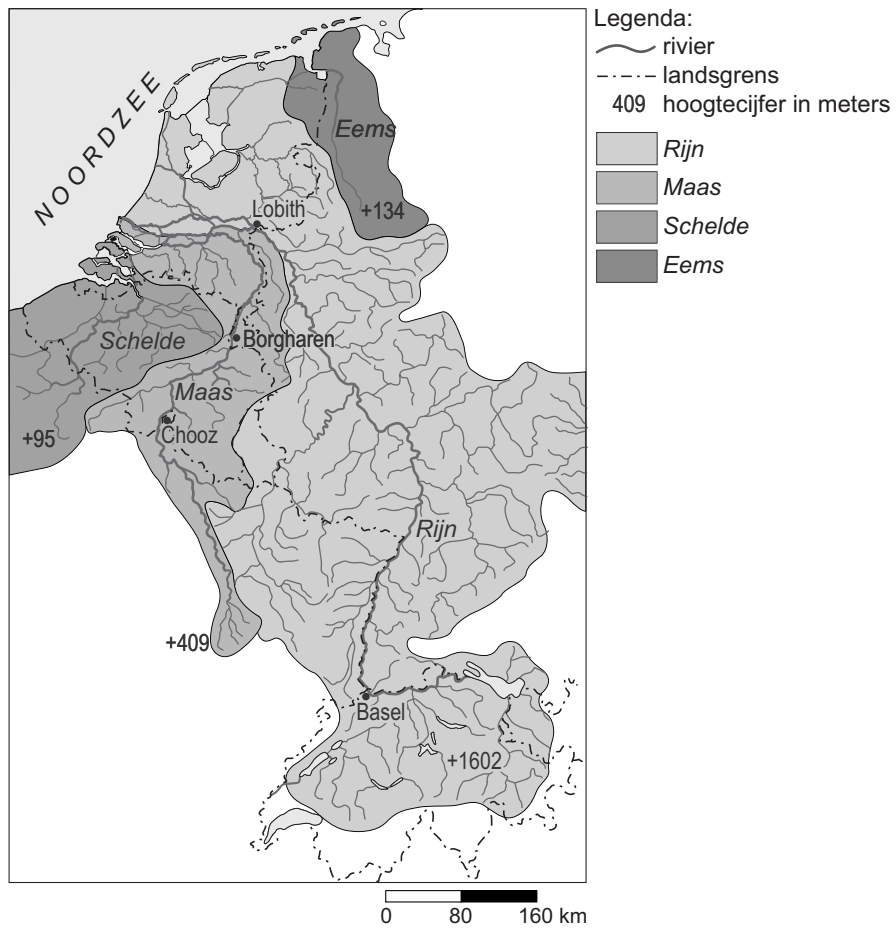 Legenda:
rivier
landsgrens
409 hoogtecijfer in meters
Rijn
Maas
Schelde
Eems
NOORDZEE
Eems
Lobith
+134
Schelde
Borgharen
Maas
Chooz
+95
Rijn
+409
Basel
+1602
0 80 160 km